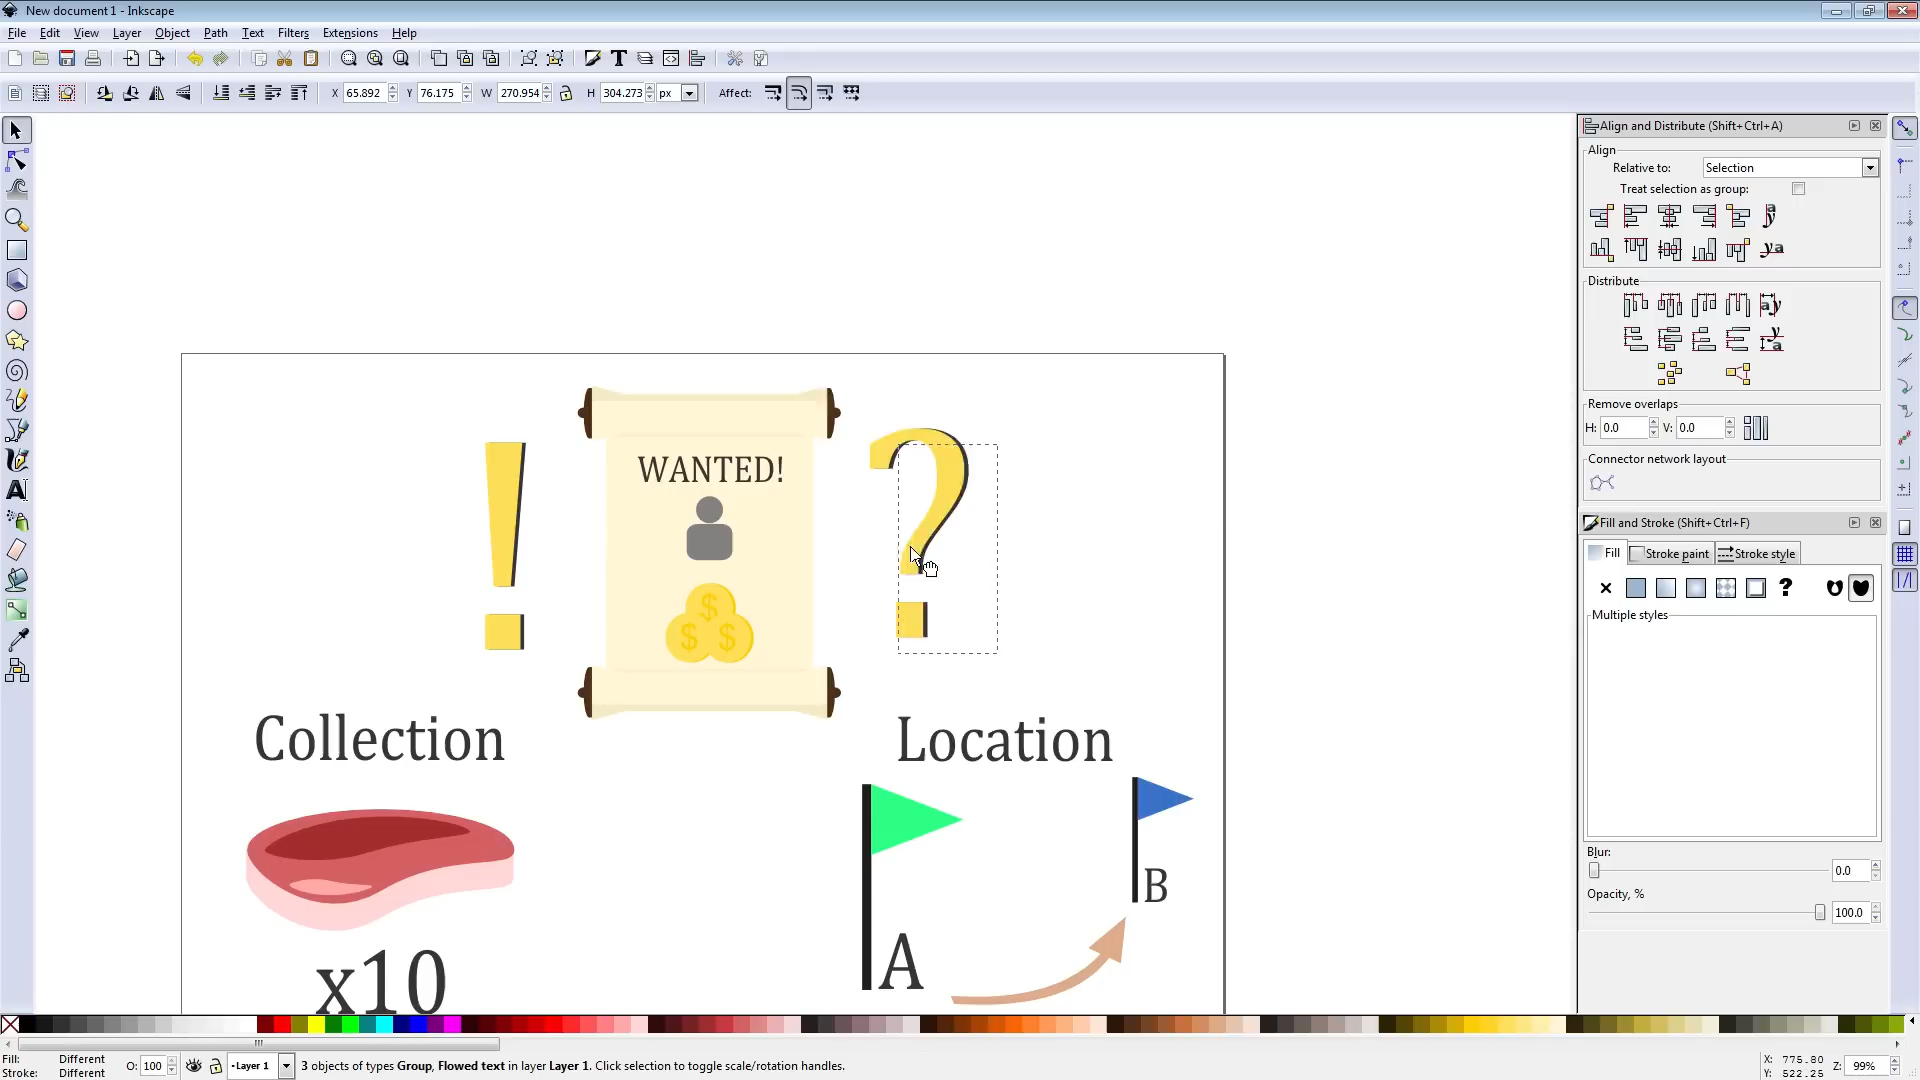 New document 1 - Inkscape
File Edit View Layer Object Path Text Filters Extensions Help
X 65.892 Y 76.175 W 270.954 H 304.273 px Affect:
Align and Distribute (Shift+Ctrl+A)
Align
Relative to: Selection
Treat selection as group:
Distribute
Remove overlaps
H: 0.0 V: 0.0
Connector network layout
Fill and Stroke (Shift+Ctrl+F)
Fill Stroke paint Stroke style
Multiple styles
Blur:
0.0
Opacity, %
100.0
! ?
WANTED!
$
$ $
Collection Location
B
A
x10
Fill: Different
Stroke: Different
O: 100 Layer 1 3 objects of types Group, Flowed text in layer Layer 1. Click selection to toggle scale/rotation handles.
X: 775.80
Y: 522.25
Z: 99%